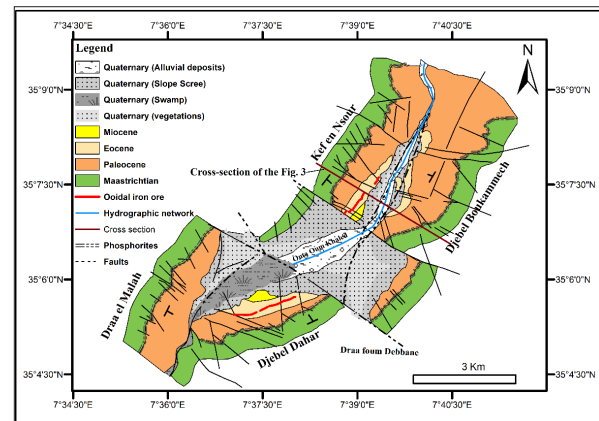 7°34'30"E 7°36'0"E 7°37'30"E 7°39'0"E 7°40'30"E
Legend
Quaternary (Alluvial deposits)
Quaternary (Slope Scree)
Quaternary (Swamp)
Quaternary (vegetations)
Miocene
Eocene
Paleocene
Maastrichtian
Ooidal iron ore
Hydrographic network
Cross section
Phosphorites
Faults
N
35°9'0"N 35°9'0"N
Kef en Nsour
Cross-section of the Fig. 3
35°7'30"N 35°7'30"N
Djebel Boukammech
Outa Oum Khaled
35°6'0"N 35°6'0"N
Draa el Malah
Djebel Dahar
Draa foum Debbane
3 Km
35°4'30"N 35°4'30"N
7°34'30"E 7°36'0"E 7°37'30"E 7°39'0"E 7°40'30"E